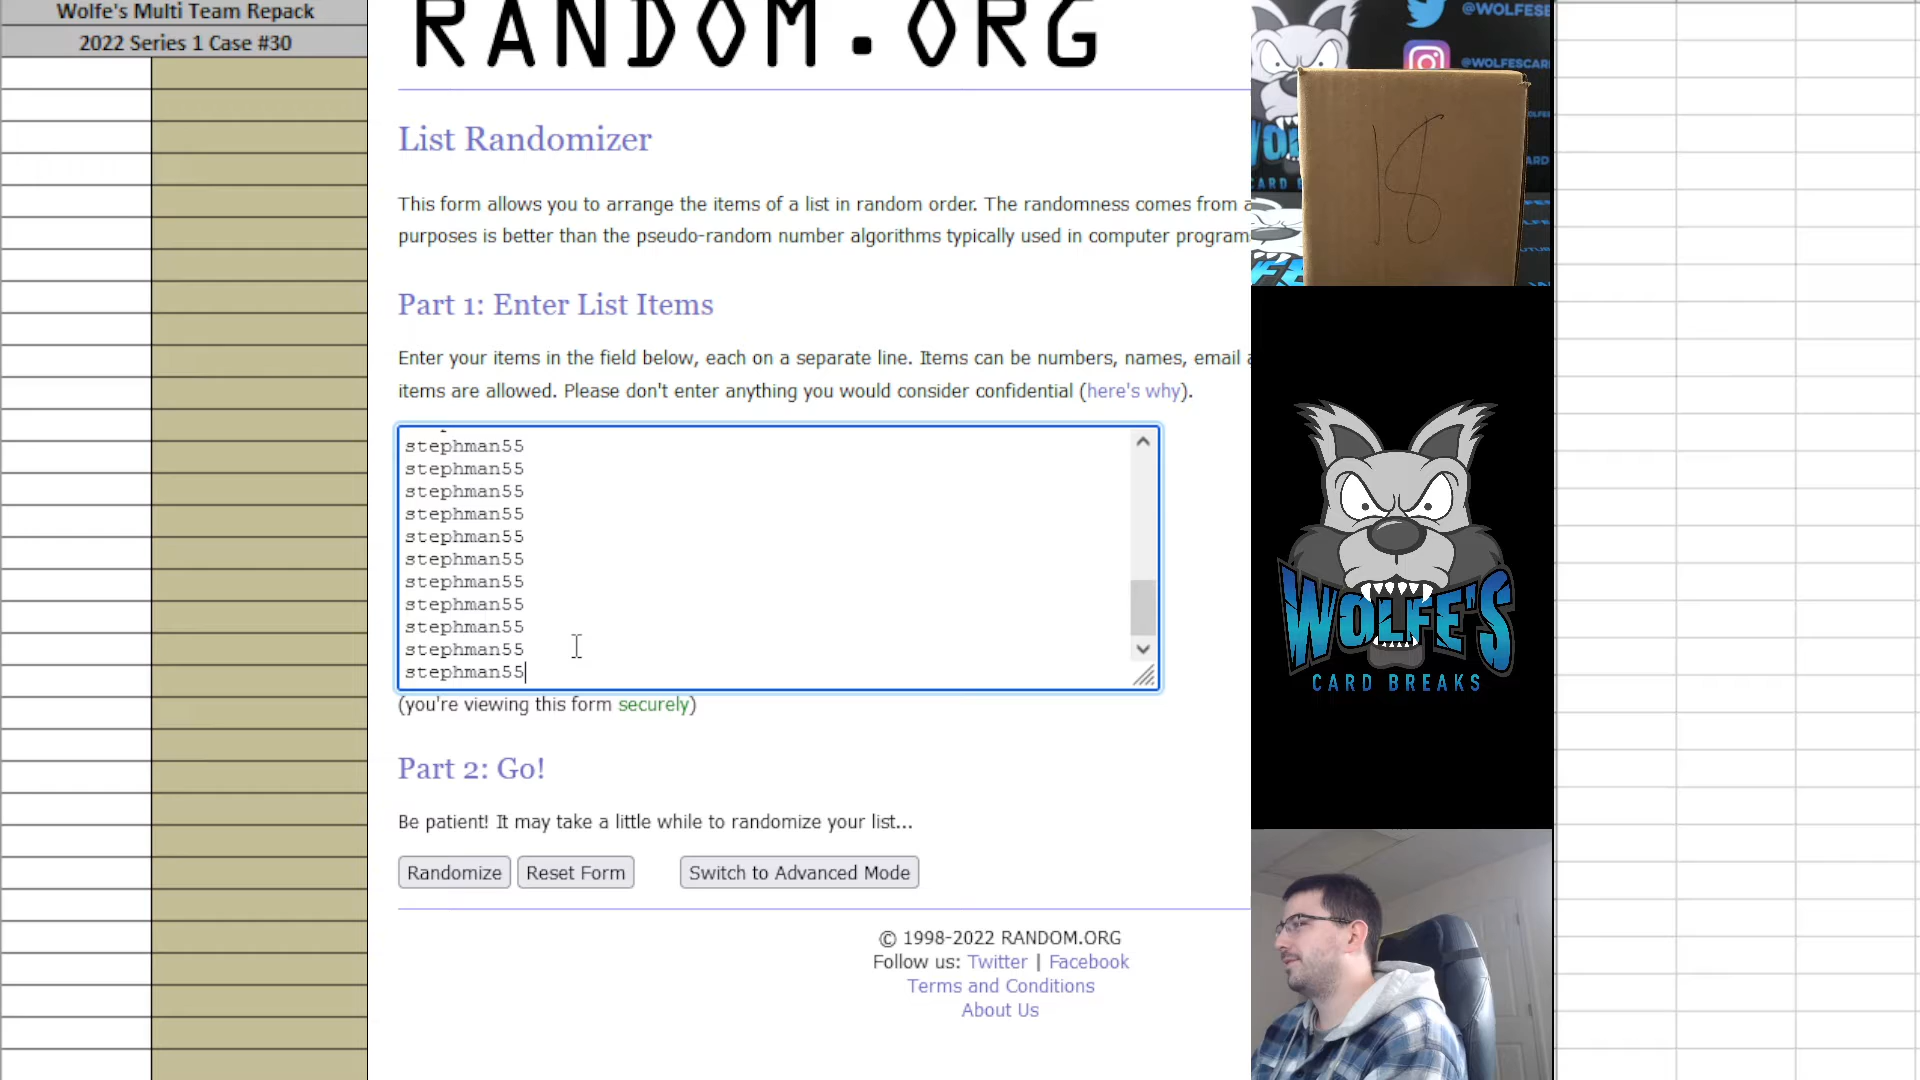 Wolfe's Multi Team Repack
2022 Series 1 Case #30
RANDOM.ORG
List Randomizer
This form allows you to arrange the items of a list in random order. The randomness comes from a
purposes is better than the pseudo-random number algorithms typically used in computer program
Part 1: Enter List Items
Enter your items in the field below, each on a separate line. Items can be numbers, names, email a
items are allowed. Please don't enter anything you would consider confidential (here's why).
stephman55
stephman55
stephman55
stephman55
stephman55
stephman55
stephman55
stephman55
stephman55
stephman55
stephman55
(you're viewing this form securely)
Part 2: Go!
Be patient! It may take a little while to randomize your list...
Randomize
Reset Form
Switch to Advanced Mode
© 1998-2022 RANDOM.ORG
Follow us: Twitter | Facebook
Terms and Conditions
About Us
@WOLFESB
@WOLFESCAR
18
WOLFE'S
CARD BREAKS